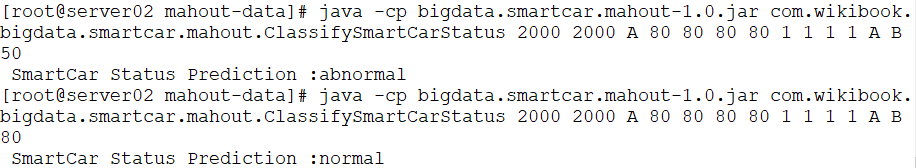 [root@server02 mahout-data]# java -cp bigdata.smartcar.mahout-1.0.jar com.wikibook.
bigdata.smartcar.mahout.ClassifySmartCarStatus 2000 2000 A 80 80 80 80 1 1 1 1 A B
50
 SmartCar Status Prediction :abnormal
[root@server02 mahout-data]# java -cp bigdata.smartcar.mahout-1.0.jar com.wikibook.
bigdata.smartcar.mahout.ClassifySmartCarStatus 2000 2000 A 80 80 80 80 1 1 1 1 A B
80
 SmartCar Status Prediction :normal